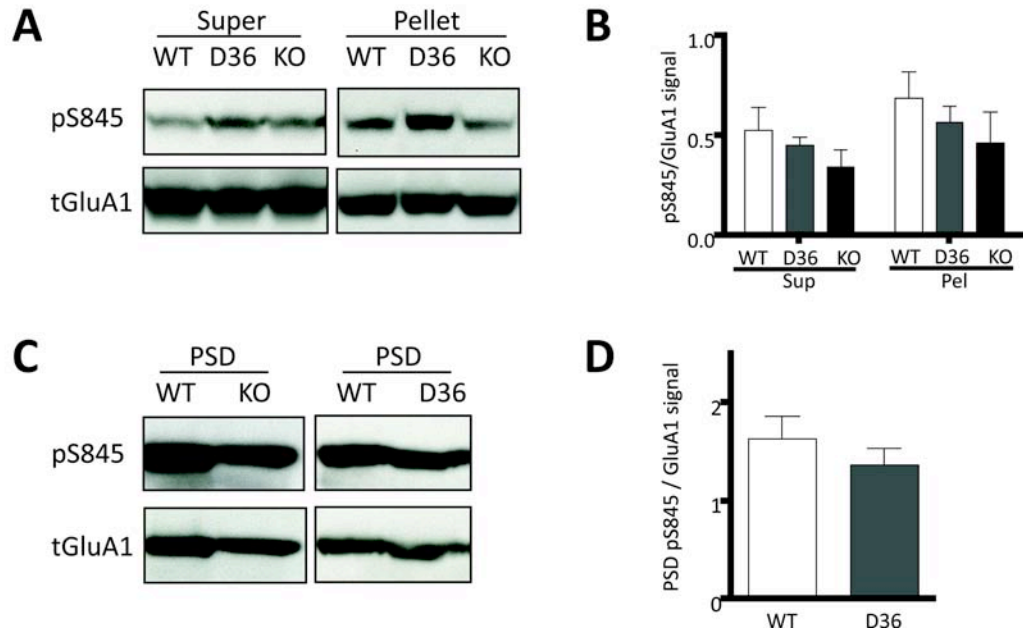 A
Super Pellet
WT D36 KO WT D36 KO
pS845
tGluA1
B
pS845/GluA1 signal
1.0
0.5
0.0
WT D36 KO WT D36 KO
Sup Pel
C
PSD PSD
WT KO WT D36
pS845
tGluA1
D
PSD pS845 / GluA1 signal
2
1
0
WT D36